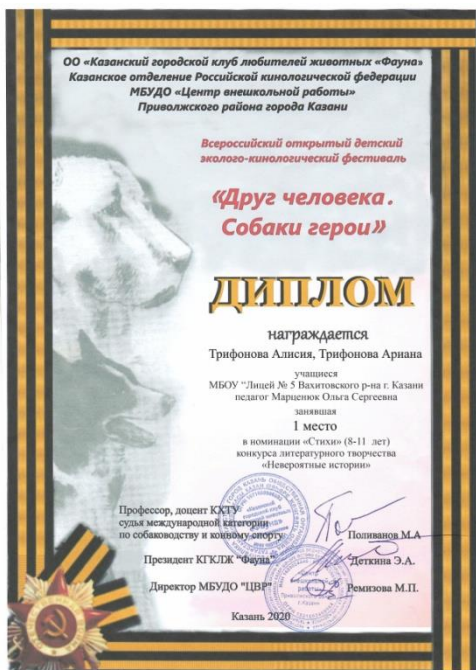 ОО «Казанский городской клуб любителей животных «Фауна»
Казанское отделение Российской кинологической федерации
МБУДО «Центр внешкольной работы»
Приволжского района города Казани
Всероссийский открытый детский
эколого-кинологический фестиваль
«Друг человека.
Собаки герои»
ДИПЛОМ
награждается
Трифонова Алисия, Трифонова Ариана
учащиеся
МБОУ "Лицей № 5 Вахитовского р-на г. Казани
педагог Марценюк Ольга Сергеевна
занявшая
1 место
в номинации «Стихи» (8-11 лет)
конкурса литературного творчества
«Невероятные истории»
Профессор, доцент КХТУ
судья международной категории
по собаководству и конному спорту
Поливанов М.А
Президент КГКЛЖ "Фауна"
Деткина Э.А.
Директор МБУДО "ЦВР"
Ремизова М.П.
Казань 2020